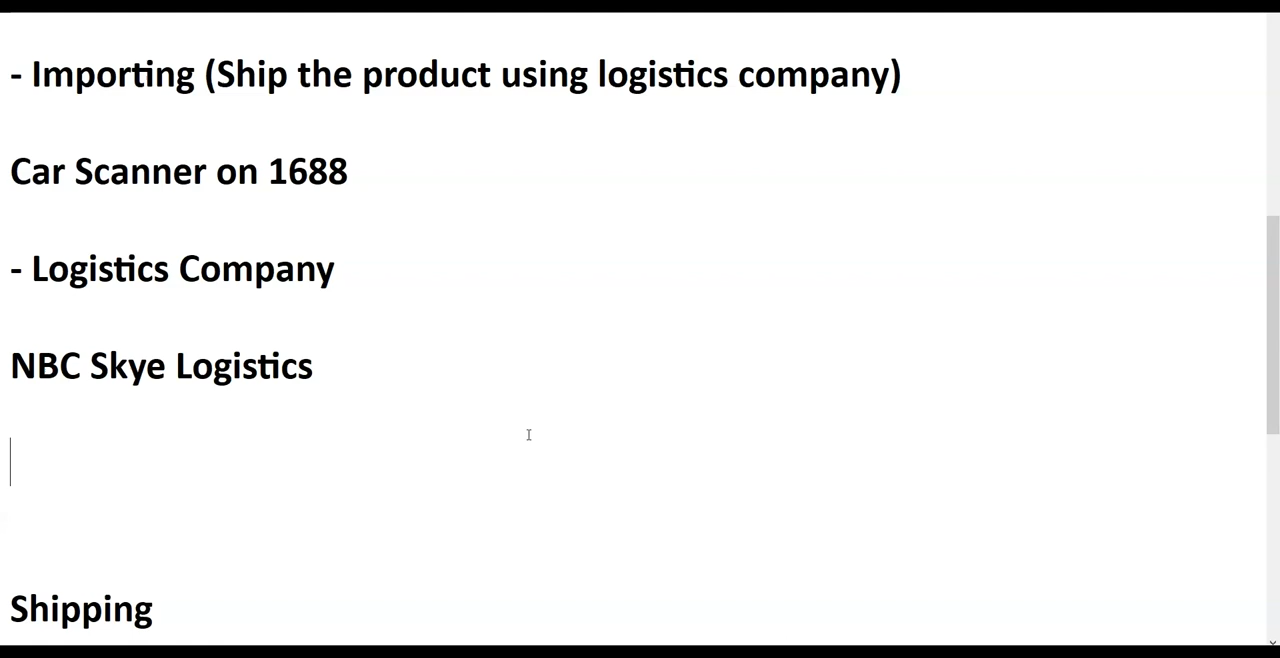 - Importing (Ship the product using logistics company)
Car Scanner on 1688
- Logistics Company
NBC Skye Logistics
Shipping